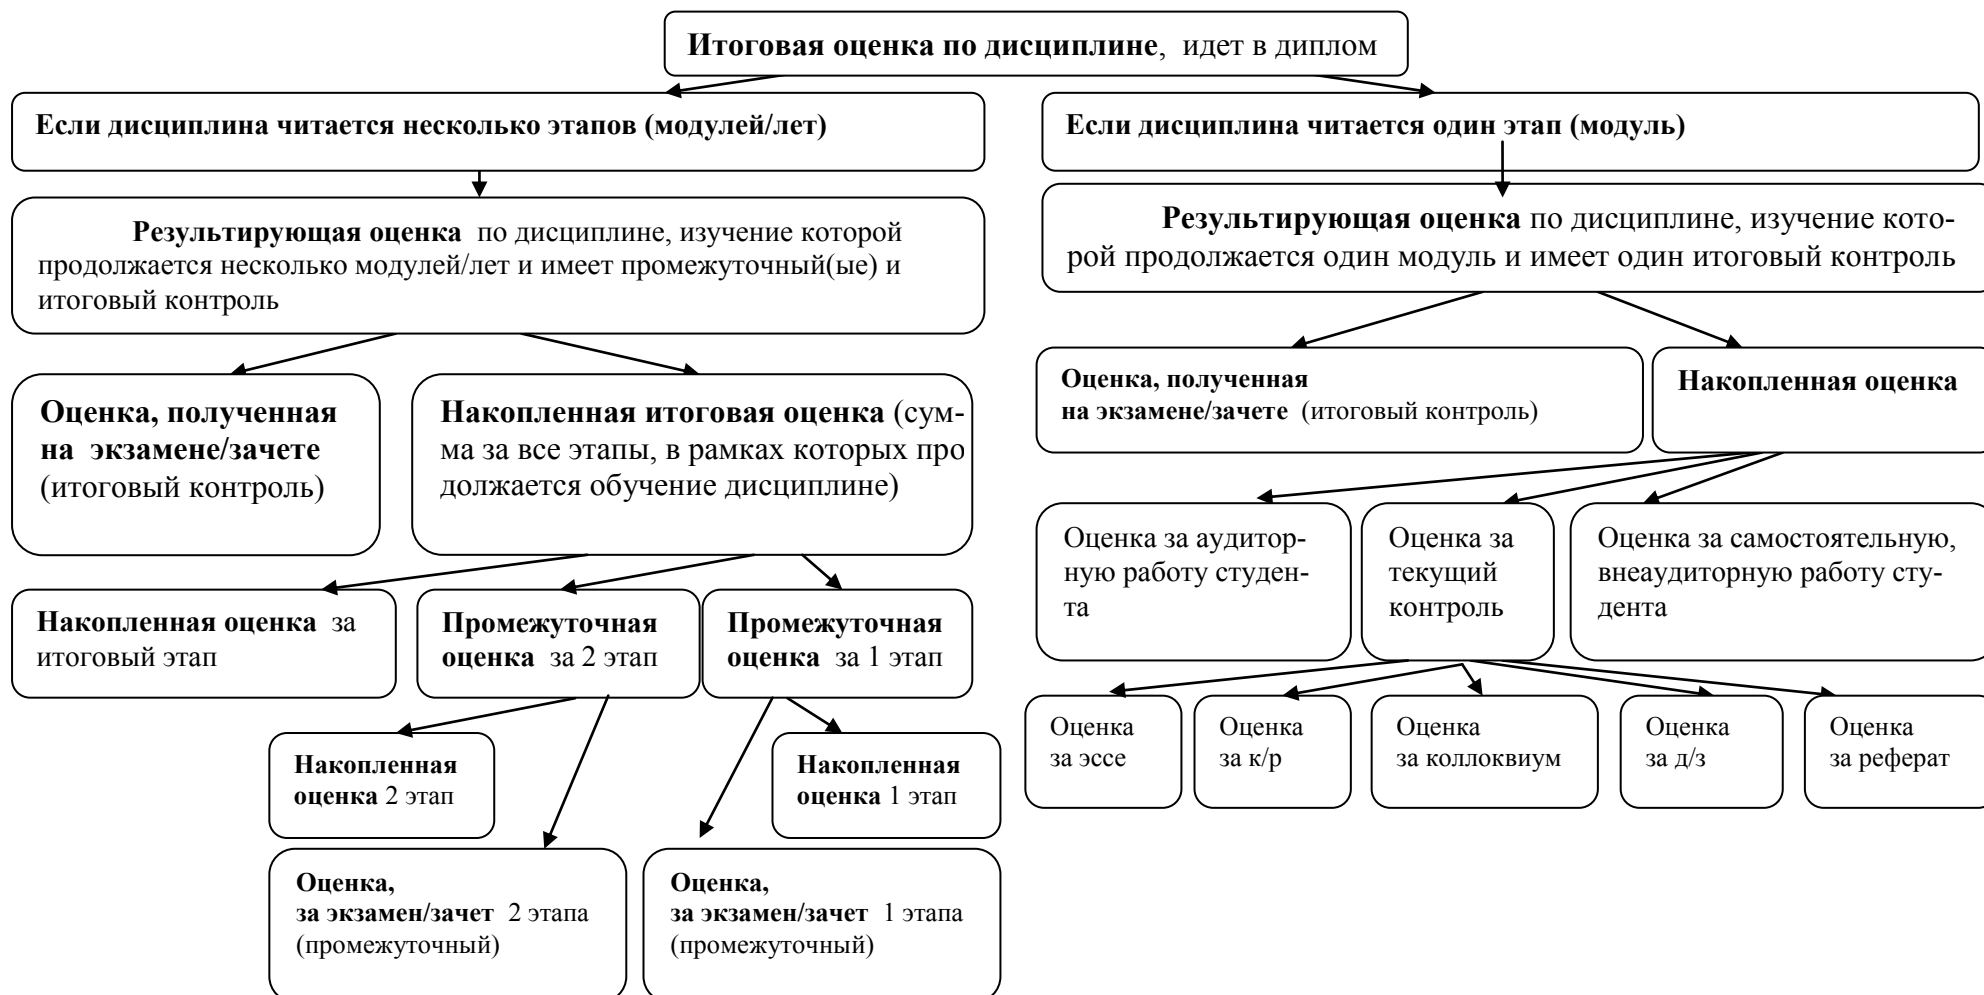 Итоговая оценка по дисциплине, идет в диплом
Если дисциплина читается несколько этапов (модулей/лет)
Если дисциплина читается один этап (модуль)
Результирующая оценка по дисциплине, изучение которой
продолжается несколько модулей/лет и имеет промежуточный(ые) и
итоговый контроль
Результирующая оценка по дисциплине, изучение кото-
рой продолжается один модуль и имеет один итоговый контроль
Оценка, полученная
на экзамене/зачете
(итоговый контроль)
Накопленная итоговая оценка (сум-
ма за все этапы, в рамках которых про
должается обучение дисциплине)
Оценка, полученная
на экзамене/зачете (итоговый контроль)
Накопленная оценка
Оценка за аудитор-
ную работу студен-
та
Оценка за
текущий
контроль
Оценка за самостоятельную,
внеаудиторную работу сту-
дента
Накопленная оценка за
итоговый этап
Промежуточная
оценка за 2 этап
Промежуточная
оценка за 1 этап
Оценка
за эссе
Оценка
за к/р
Оценка
за коллоквиум
Оценка
за д/з
Оценка
за реферат
Накопленная
оценка 2 этап
Накопленная
оценка 1 этап
Оценка,
за экзамен/зачет 2 этапа
(промежуточный)
Оценка,
за экзамен/зачет 1 этапа
(промежуточный)